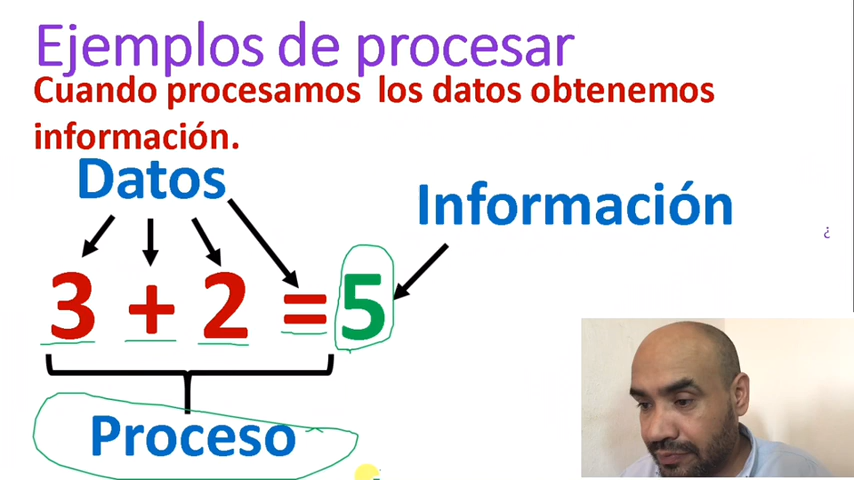 Ejemplos de procesar
Cuando procesamos los datos obtenemos
información.
Datos
Información
¿
3 + 2 = 5
Proceso